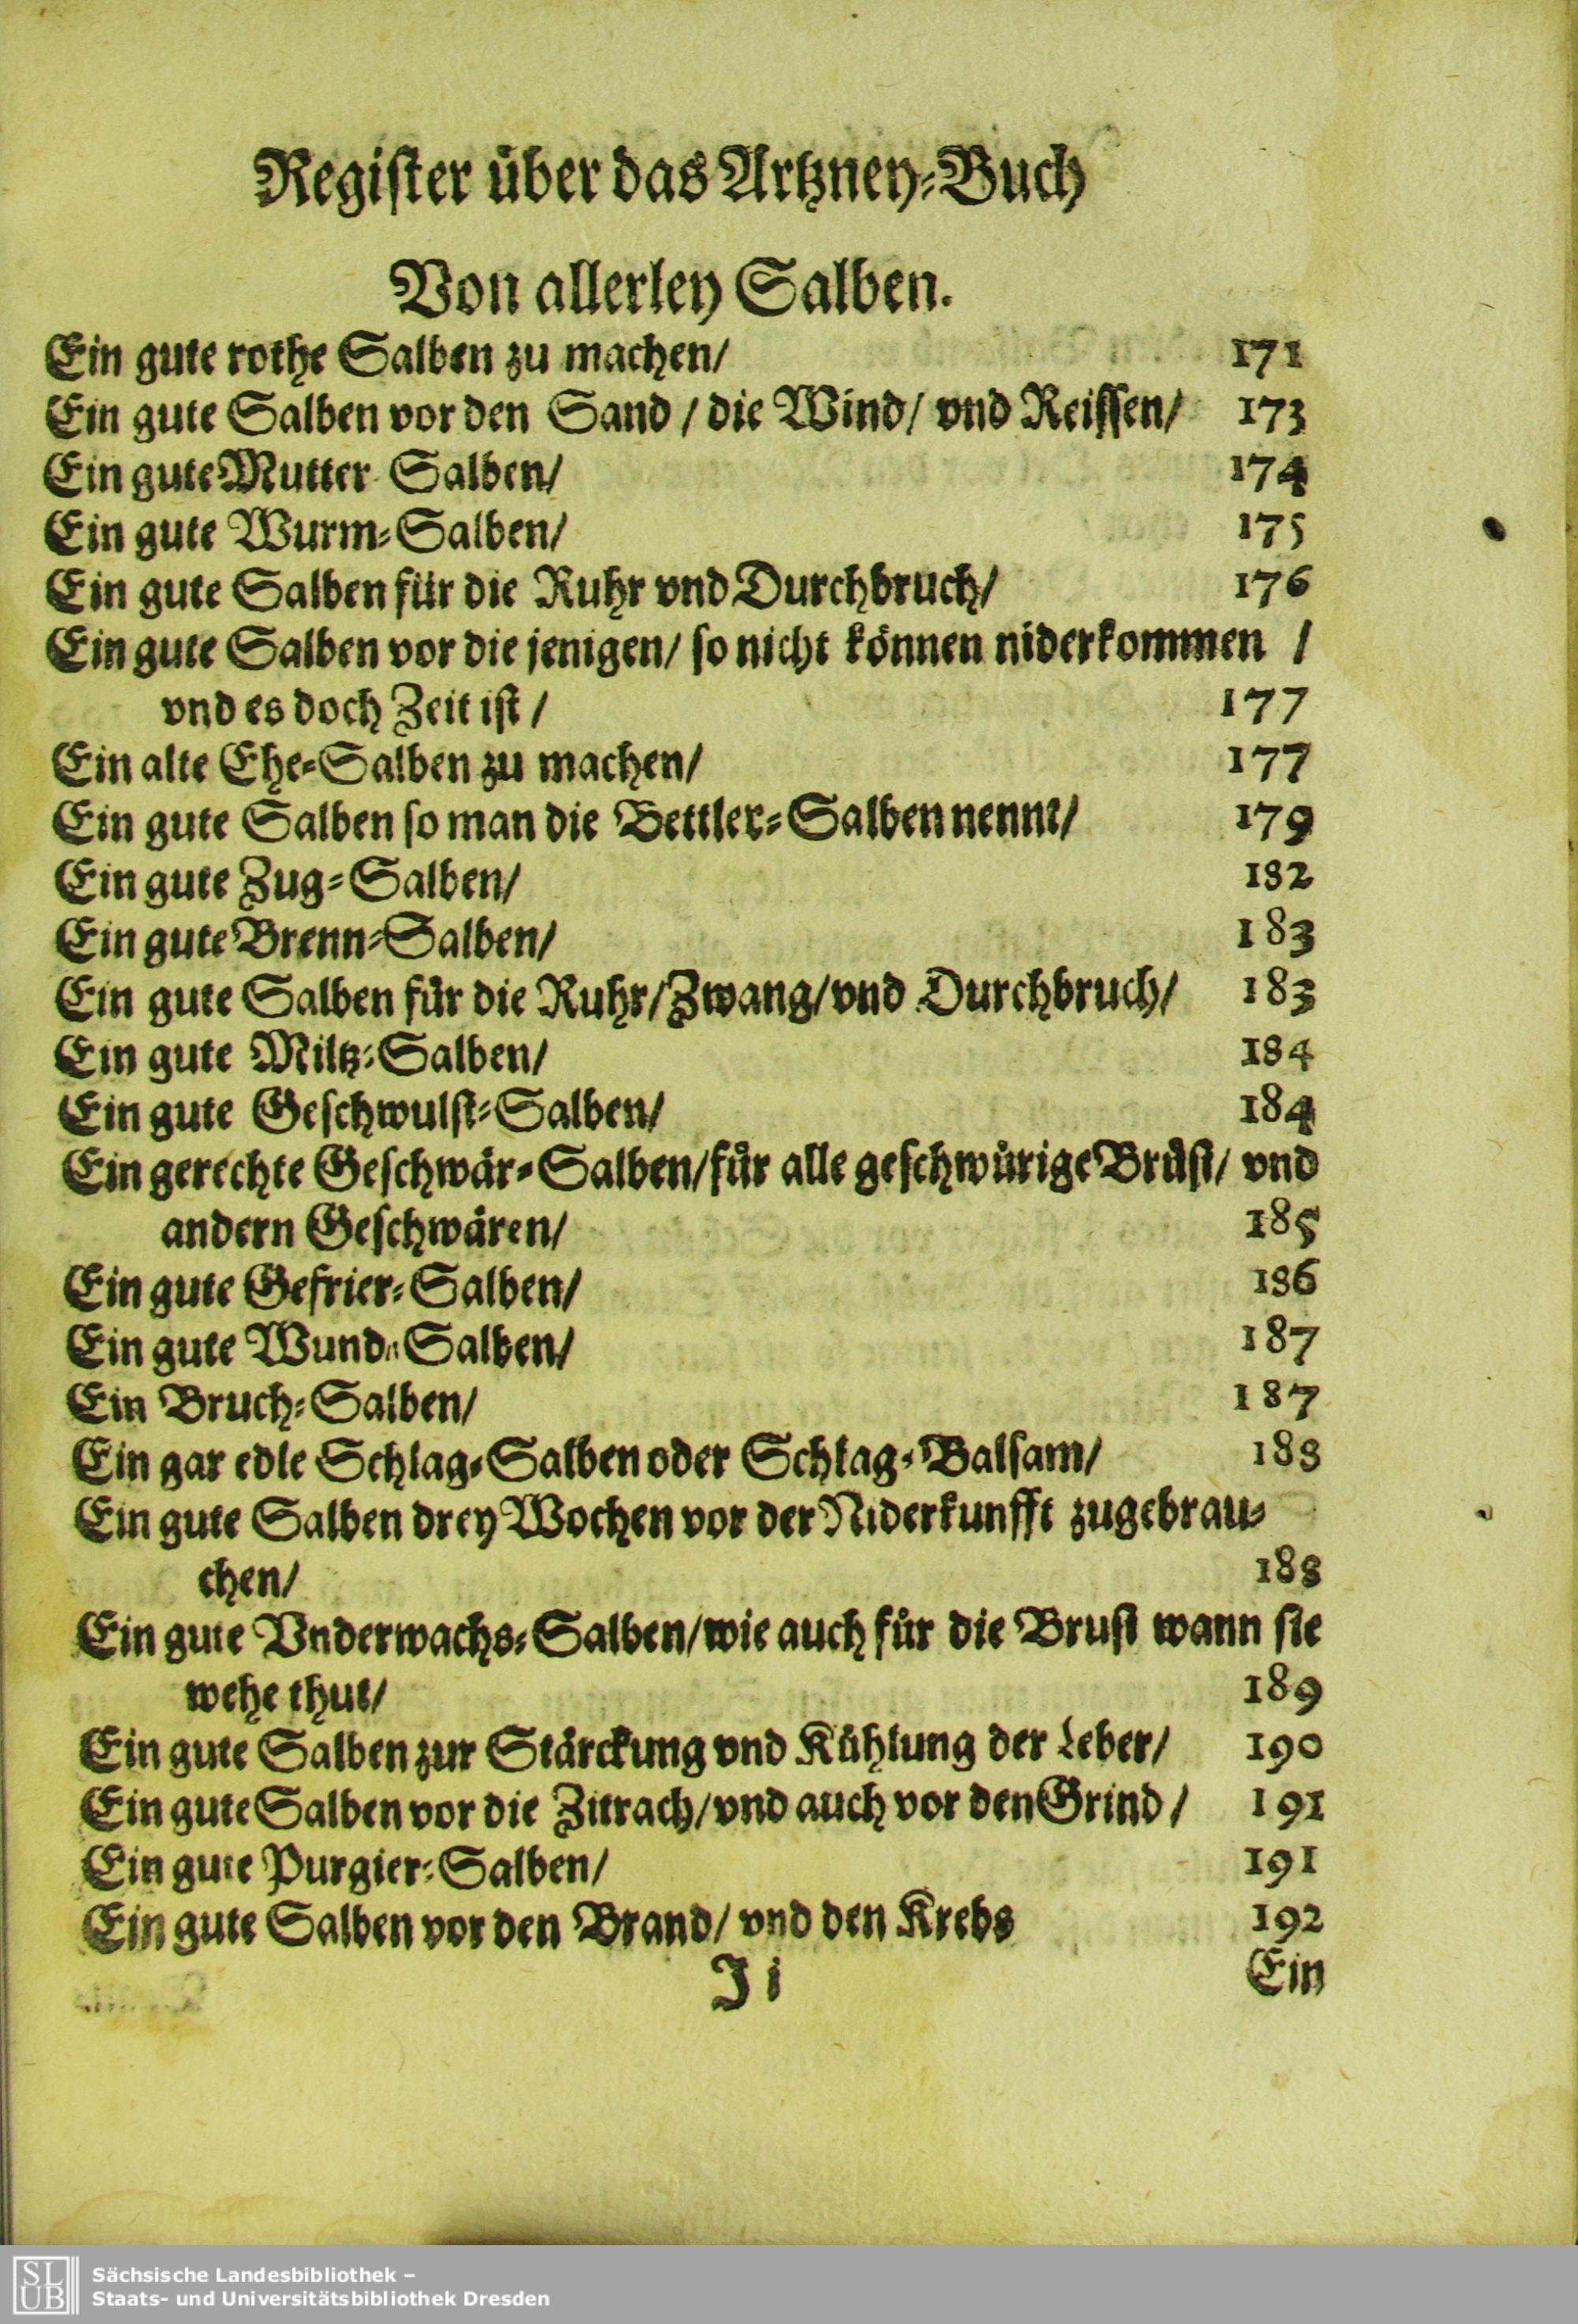 Register über das Artzney-Buch
Von allerley Salben.
Ein gute rothe Salben zu machen/ 171
Ein gute Salben vor den Sand / die Wind/ vnd Reissen/ 173
Ein gute Mutter Salben/ 174
Ein gute Wurm-Salben/ 175
Ein gute Salben für die Ruhr vnd Durchbruch/ 176
Ein gute Salben vor die jenigen/ so nicht können niderkommen /
vnd es doch Zeit ist / 177
Ein alte Ehe-Salben zu machen/ 177
Ein gute Salben so man die Bettler-Salben nennt/ 179
Ein gute Zug-Salben/ 182
Ein gute Brenn-Salben/ 183
Ein gute Salben für die Ruhr/ Zwang/ vnd Durchbruch/ 183
Ein gute Miltz-Salben/ 184
Ein gute Geschwulst-Salben/ 184
Ein gerechte Geschwär-Salben/ für alle geschwürige Brüst/ vnd
andern Geschwären/ 185
Ein gute Gefrier-Salben/ 186
Ein gute Wund-Salben/ 187
Ein Bruch-Salben/ 187
Ein gar edle Schlag-Salben oder Schlag-Balsam/ 188
Ein gute Salben drey Wochen vor der Niderkunfft zugebrau-
chen/ 188
Ein gute Vnderwachs-Salben/ wie auch für die Brust wann sie
wehe thut/ 189
Ein gute Salben zur Stärckung vnd Kühlung der Leber/ 190
Ein gute Salben vor die Zitrach/ vnd auch vor den Grind / 191
Ein gute Purgier-Salben/ 191
Ein gute Salben vor den Brand/ vnd den Krebs 192
Ji Ein
SLUB
Sächsische Landesbibliothek –
Staats- und Universitätsbibliothek Dresden